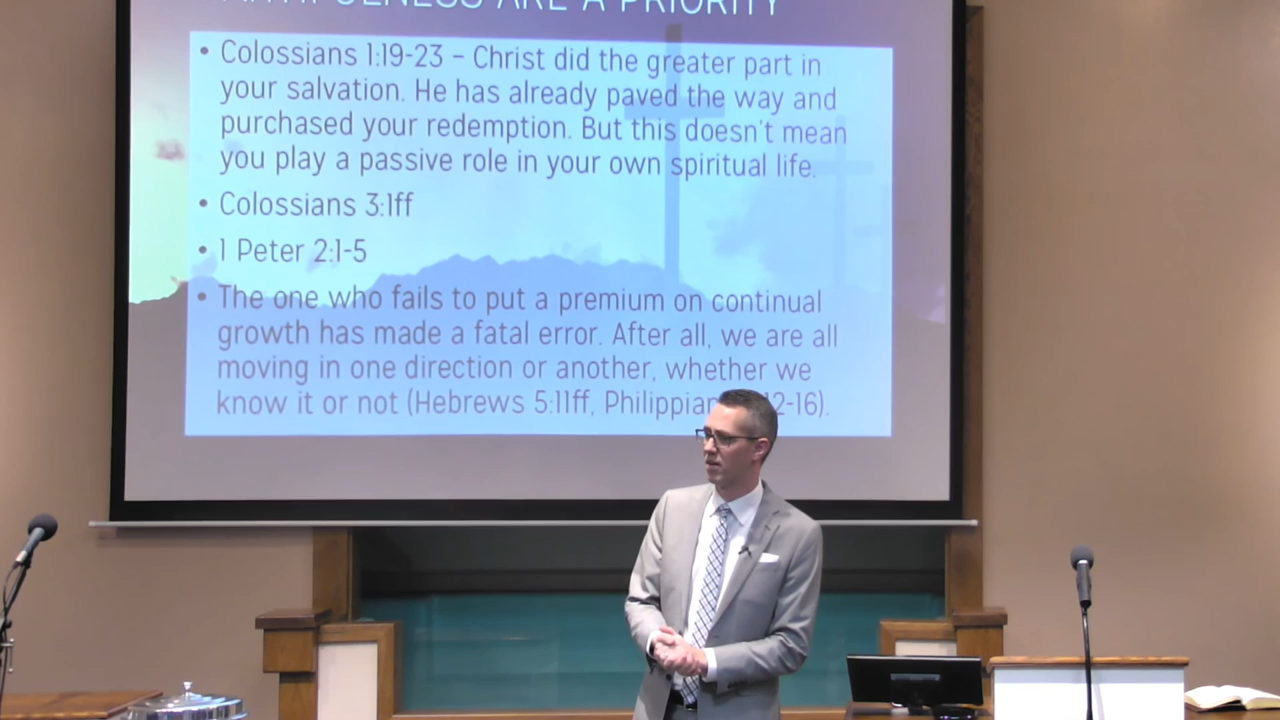 ARE A PRIORITY
• Colossians 1:19-23 – Christ did the greater part in
your salvation. He has already paved the way and
purchased your redemption. But this doesn't mean
you play a passive role in your own spiritual life.
• Colossians 3:1ff
• 1 Peter 2:1-5
• The one who fails to put a premium on continual
growth has made a fatal error. After all, we are all
moving in one direction or another, whether we
know it or not (Hebrews 5:11ff, 12-16).